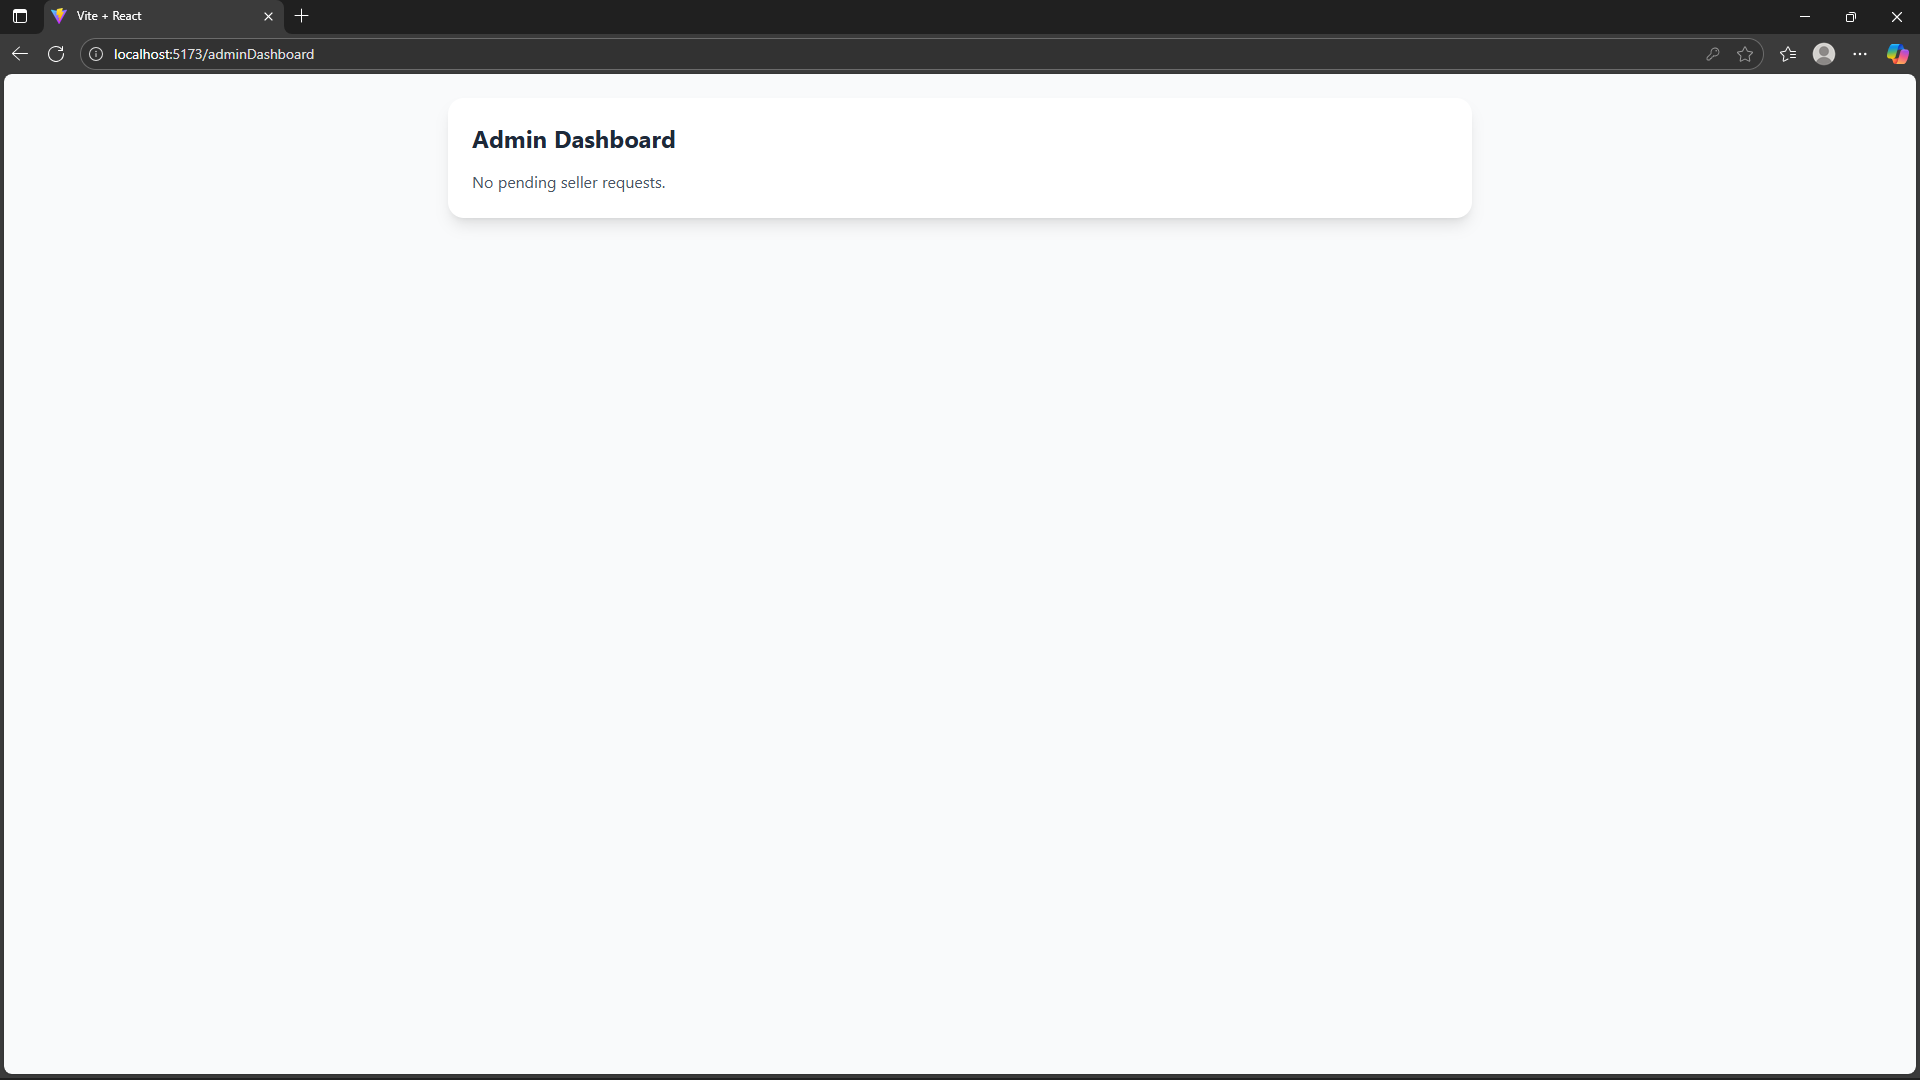 Vite + React
localhost:5173/adminDashboard
Admin Dashboard
No pending seller requests.